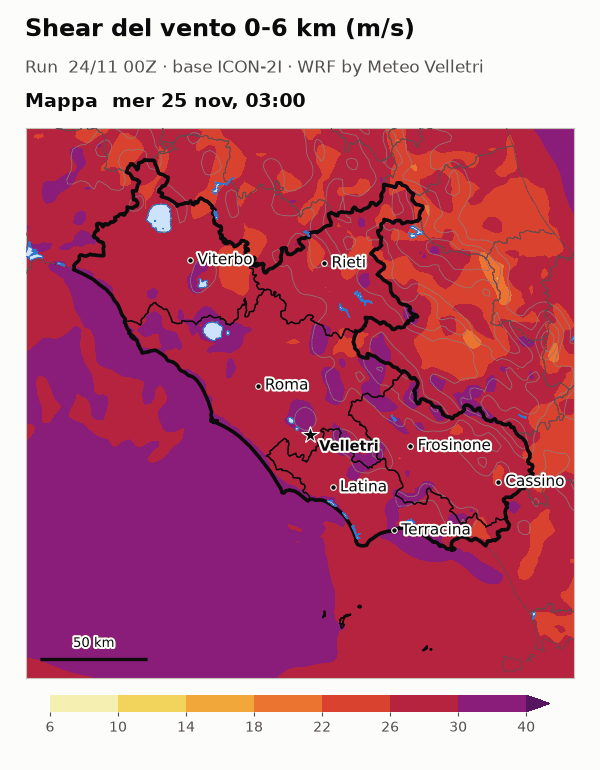 Shear del vento 0-6 km (m/s)
Run  24/11 00Z · base ICON-2I · WRF by Meteo Velletri
Mappa  mer 25 nov, 03:00
Viterbo
Rieti
Roma
Velletri
Frosinone
Latina
Cassino
Terracina
50 km
6 10 14 18 22 26 30 40